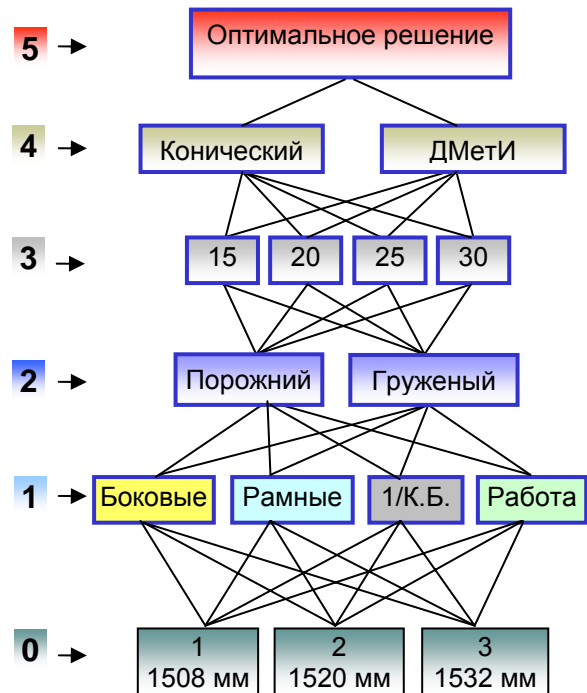 5 Оптимальное решение
4 Конический ДМетИ
3 15 20 25 30
2 Порожний Груженый
1 Боковые Рамные 1/К.Б. Работа
0 1 2 3
1508 мм 1520 мм 1532 мм